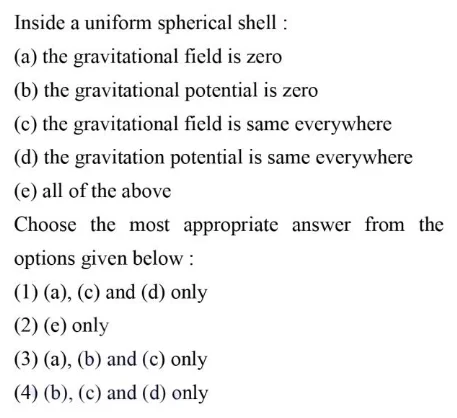 Inside a uniform spherical shell :
(a) the gravitational field is zero
(b) the gravitational potential is zero
(c) the gravitational field is same everywhere
(d) the gravitation potential is same everywhere
(e) all of the above
Choose the most appropriate answer from the
options given below :
(1) (a), (c) and (d) only
(2) (e) only
(3) (a), (b) and (c) only
(4) (b), (c) and (d) only